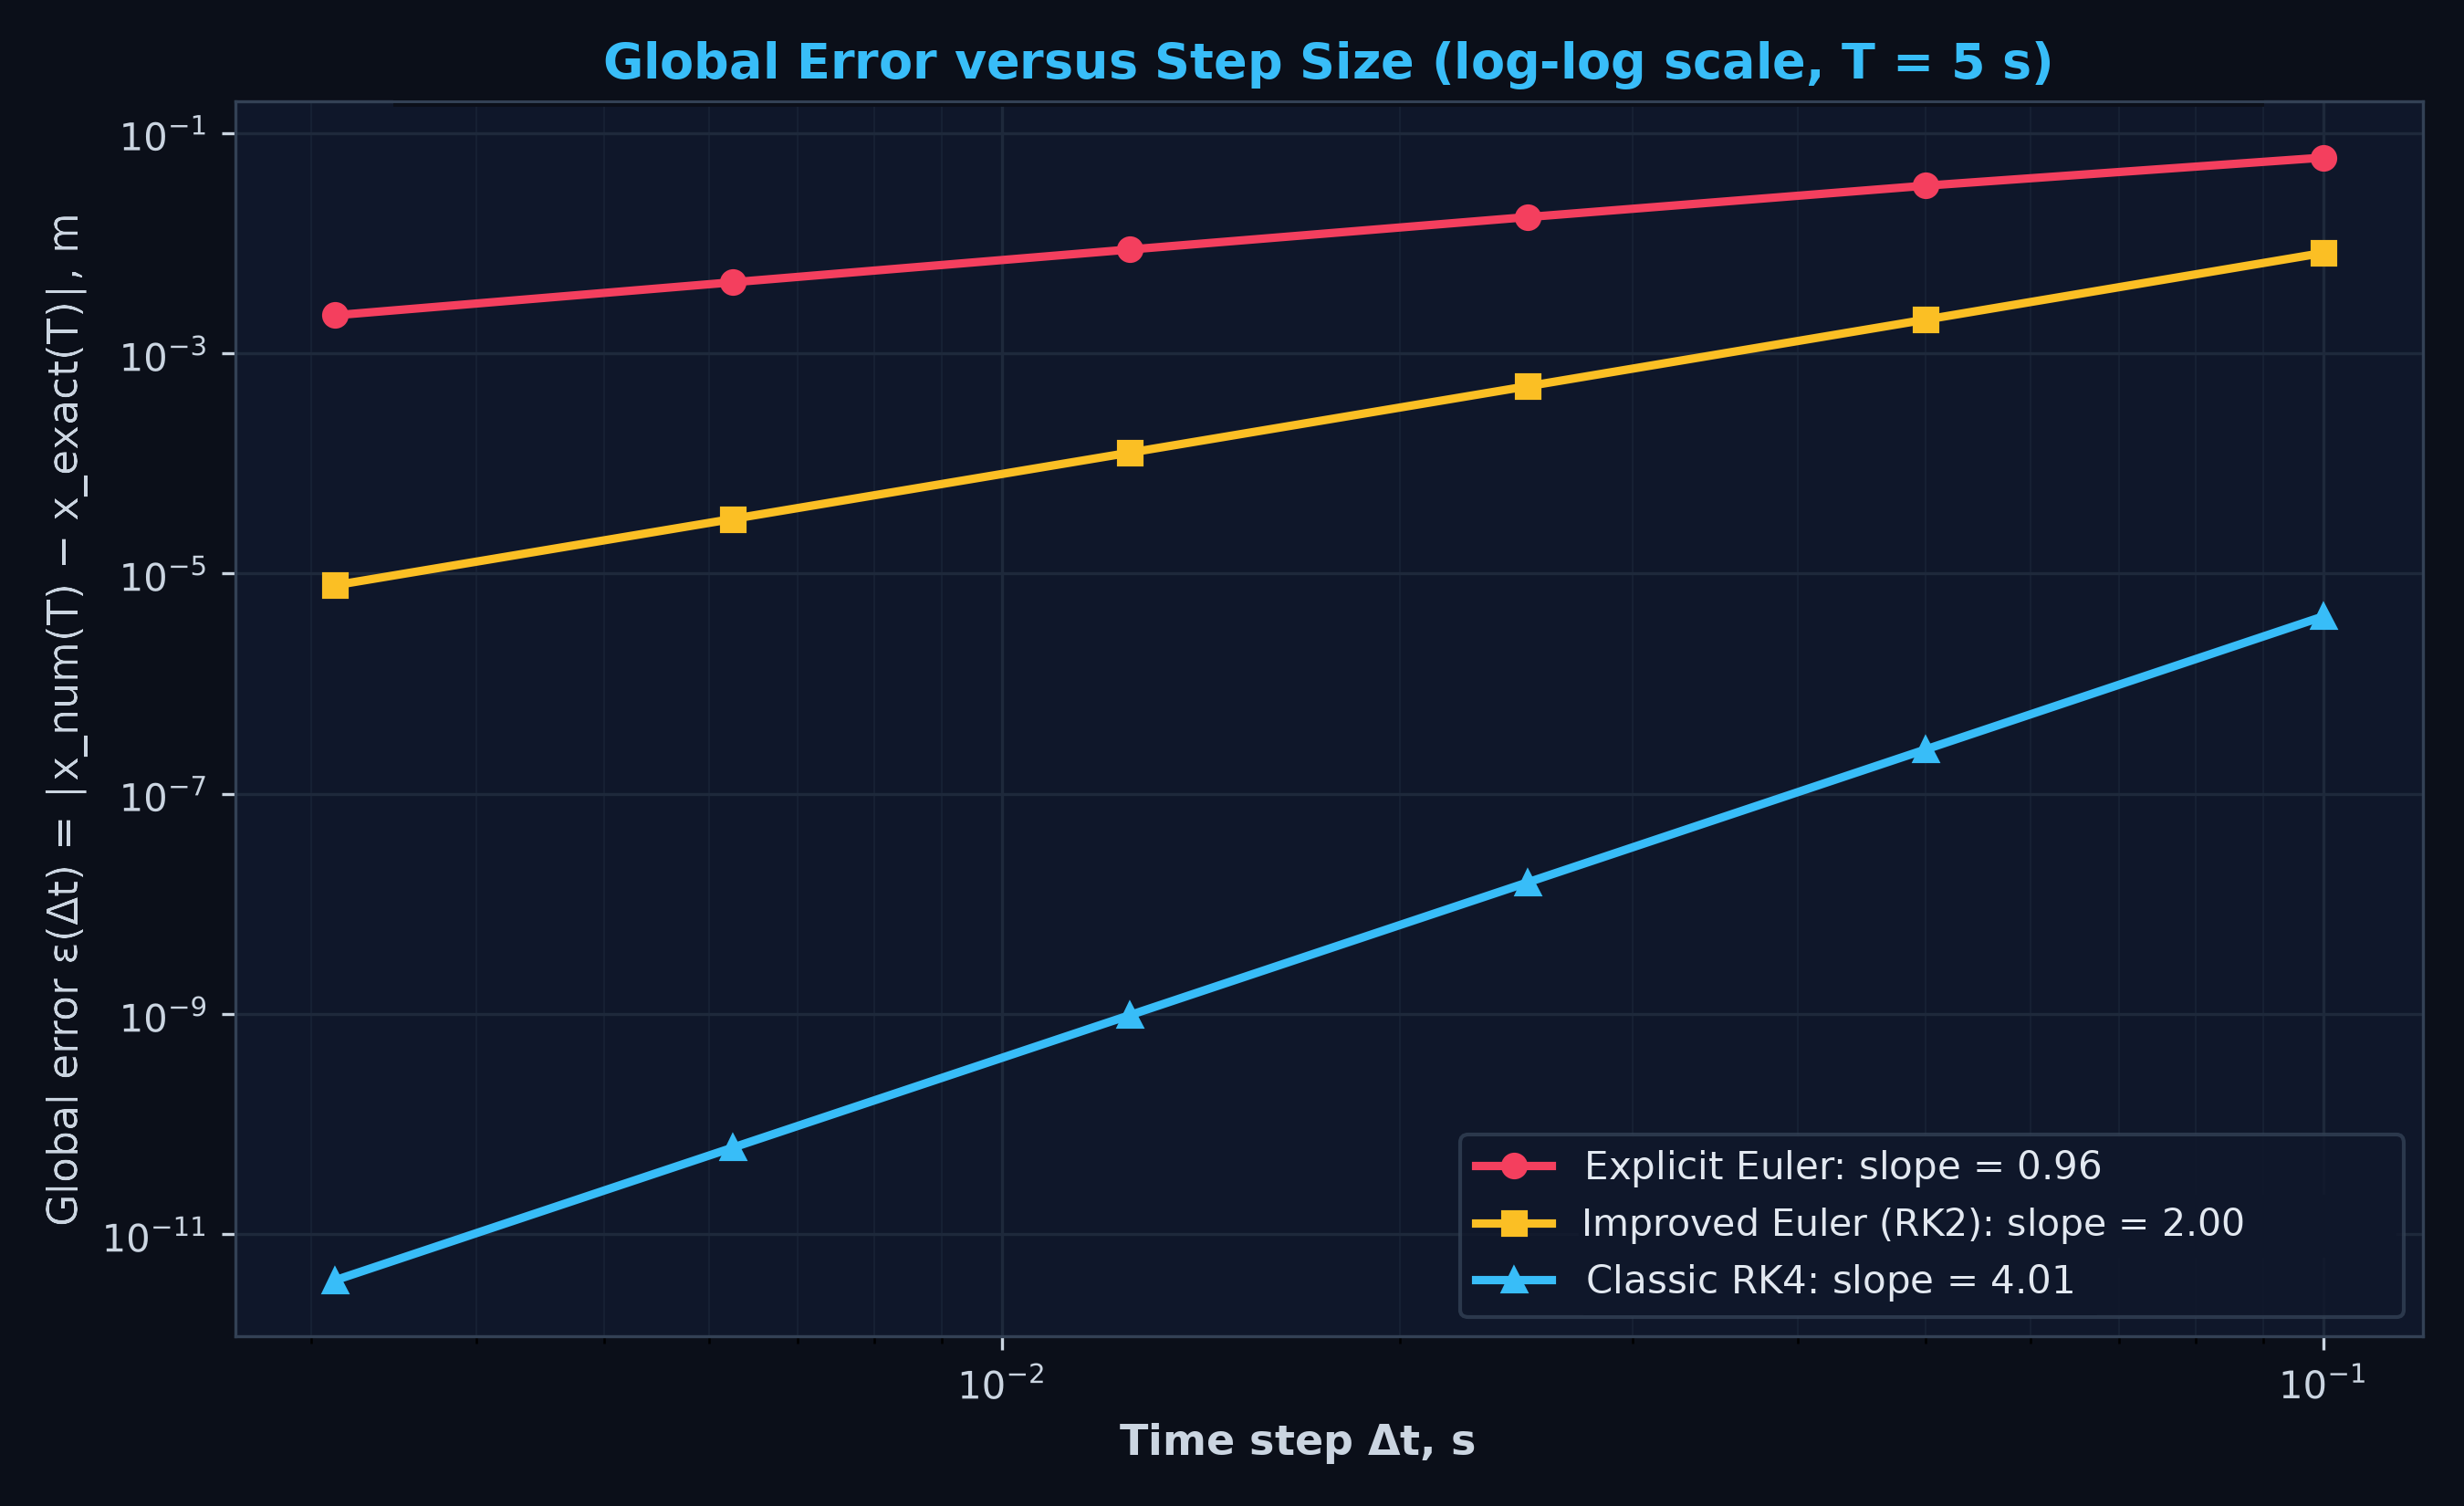 Global Error versus Step Size (log-log scale, T = 5 s)
Global error ε(Δt) = |x_num(T) − x_exact(T)|, m
10⁻¹
10⁻³
10⁻⁵
10⁻⁷
10⁻⁹
10⁻¹¹
Explicit Euler: slope = 0.96
Improved Euler (RK2): slope = 2.00
Classic RK4: slope = 4.01
10⁻² 10⁻¹
Time step Δt, s